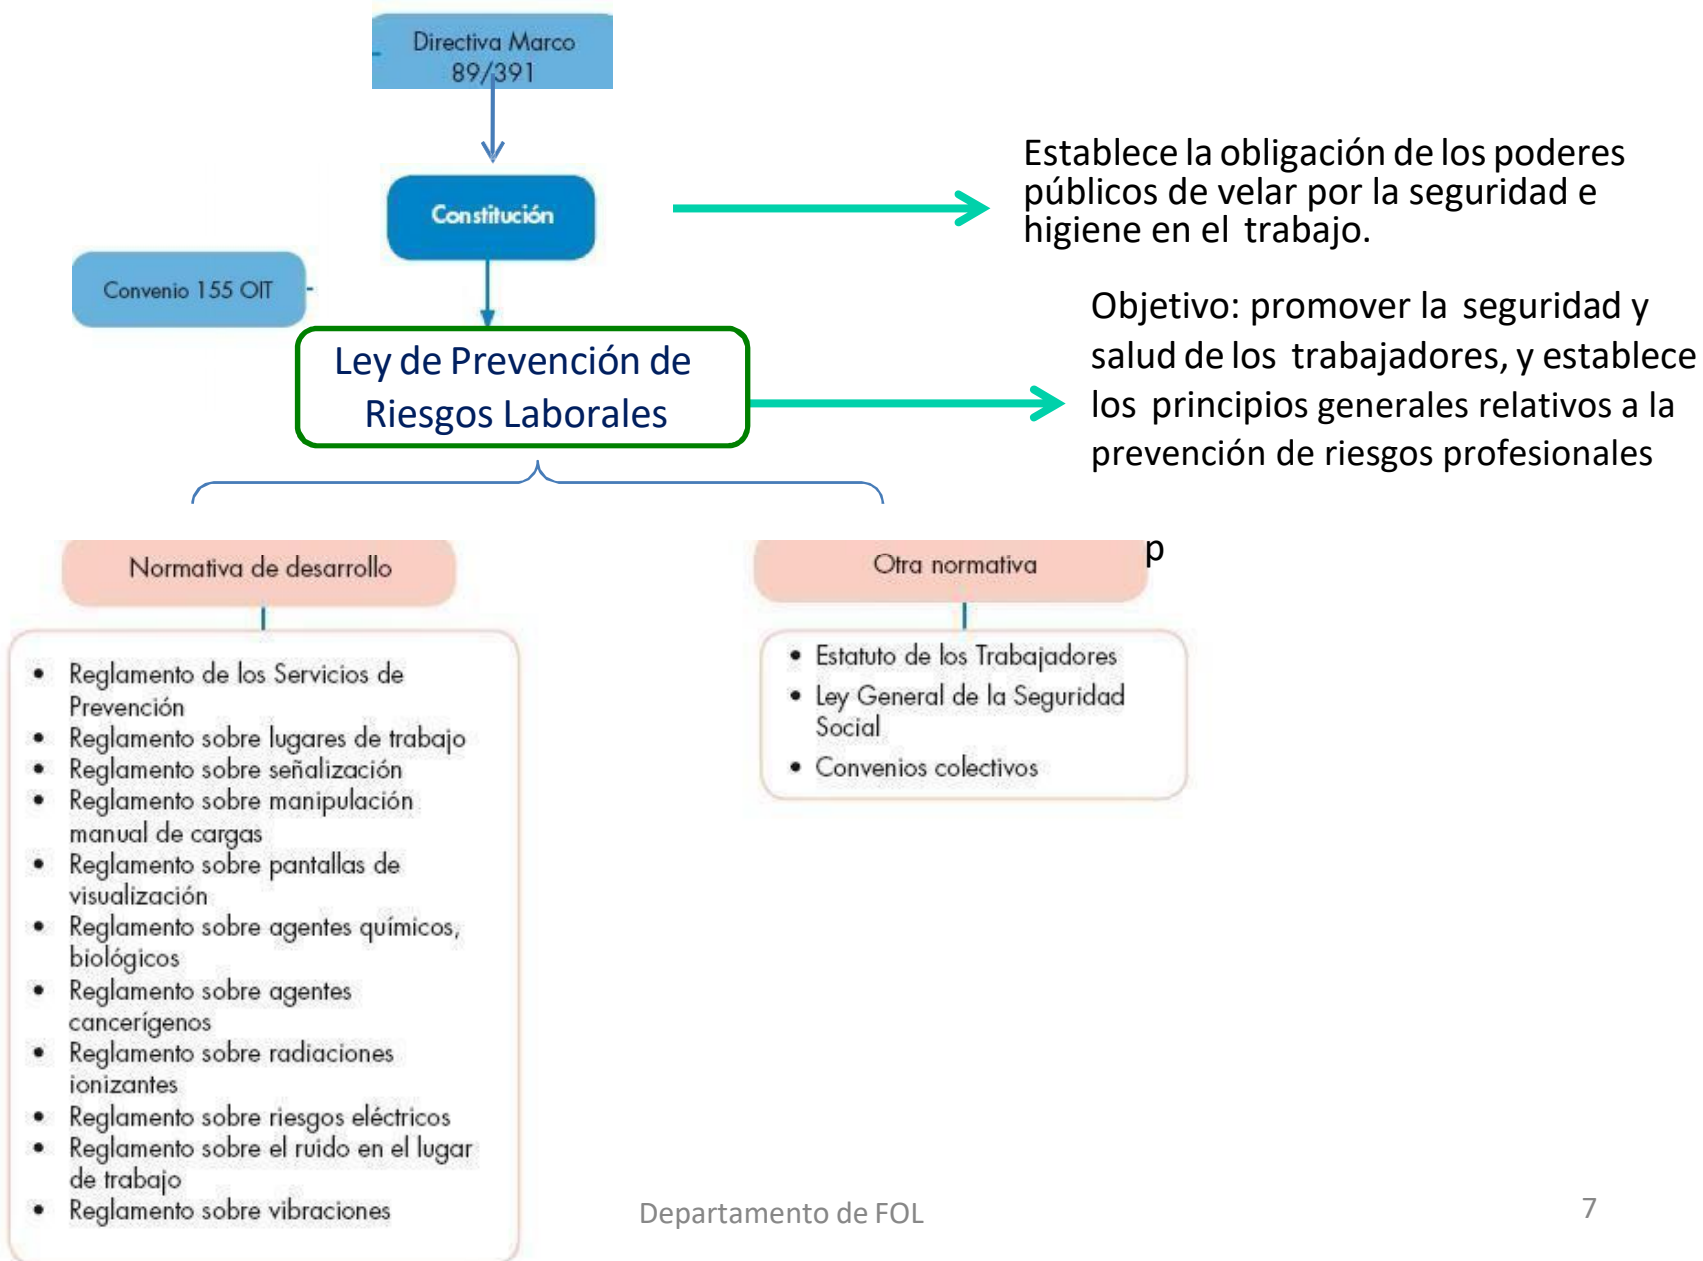 Directiva Marco
89/391
Constitución
Establece la obligación de los poderes
públicos de velar por la seguridad e
higiene en el trabajo.
Convenio 155 OIT
Ley de Prevención de
Riesgos Laborales
Objetivo: promover la seguridad y
salud de los trabajadores, y establece
los principios generales relativos a la
prevención de riesgos profesionales
Normativa de desarrollo
• Reglamento de los Servicios de
Prevención
• Reglamento sobre lugares de trabajo
• Reglamento sobre señalización
• Reglamento sobre manipulación
manual de cargas
• Reglamento sobre pantallas de
visualización
• Reglamento sobre agentes químicos,
biológicos
• Reglamento sobre agentes
cancerígenos
• Reglamento sobre radiaciones
ionizantes
• Reglamento sobre riesgos eléctricos
• Reglamento sobre el ruido en el lugar
de trabajo
• Reglamento sobre vibraciones
Otra normativa
p
• Estatuto de los Trabajadores
• Ley General de la Seguridad
Social
• Convenios colectivos
Departamento de FOL
7